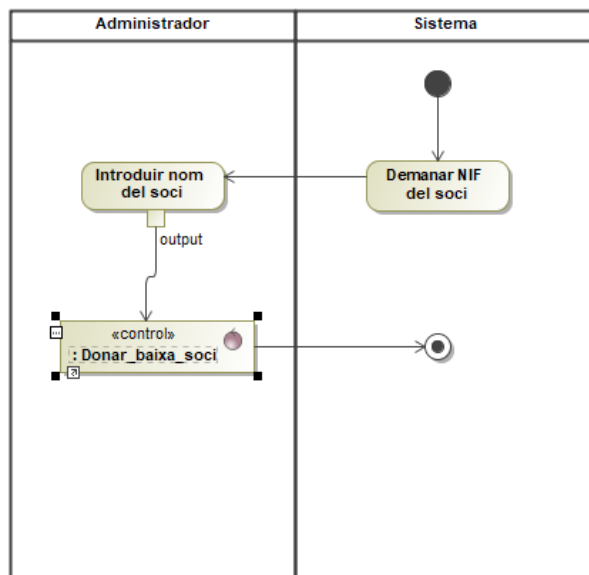 Administrador
Sistema
Demanar NIF
del soci
Introduir nom
del soci
output
«control»
: Donar_baixa_soci